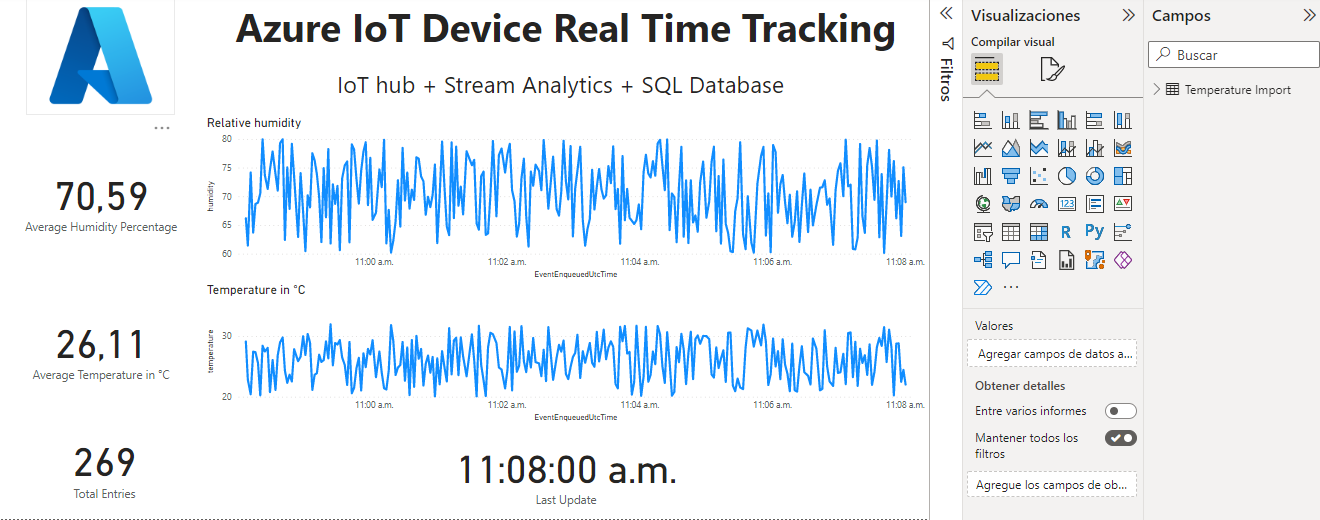 Azure IoT Device Real Time Tracking
IoT hub + Stream Analytics + SQL Database
70,59
Average Humidity Percentage
26,11
Average Temperature in °C
269
Total Entries
Relative humidity
humidity
80
75
70
65
60
11:00 a.m. 11:02 a.m. 11:04 a.m. 11:06 a.m. 11:08 a.m.
EventEnqueuedUtcTime
Temperature in °C
temperature
30
20
11:00 a.m. 11:02 a.m. 11:04 a.m. 11:06 a.m. 11:08 a.m.
EventEnqueuedUtcTime
11:08:00 a.m.
Last Update
Filtros
Visualizaciones
Compilar visual
123
R
Py
Valores
Agregar campos de datos a...
Obtener detalles
Entre varios informes
Mantener todos los
filtros
Agregue los campos de ob...
Campos
Buscar
Temperature Import